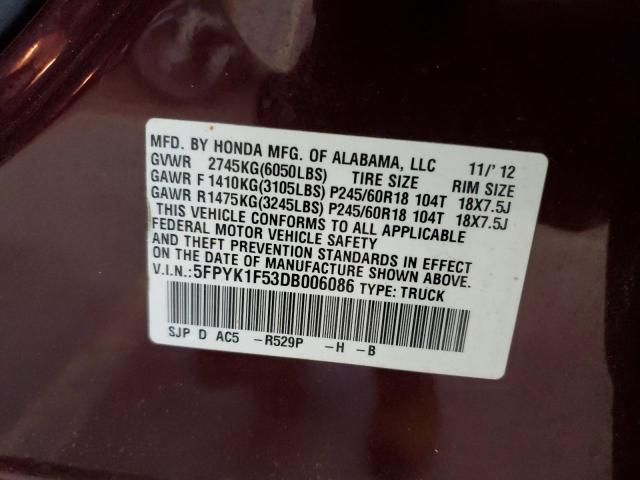 MFD. BY HONDA MFG. OF ALABAMA, LLC 11/'12
GVWR 2745KG(6050LBS) TIRE SIZE RIM SIZE
GAWR F 1410KG(3105LBS) P245/60R18 104T 18X7.5J
GAWR R1475KG(3245LBS) P245/60R18 104T 18X7.5J
THIS VEHICLE CONFORMS TO ALL APPLICABLE
FEDERAL MOTOR VEHICLE SAFETY
AND THEFT PREVENTION STANDARDS IN EFFECT
ON THE DATE OF MANUFACTURE SHOWN ABOVE.
V.I.N.:5FPYK1F53DB006086 TYPE: TRUCK
SJP D AC5 -R529P -H -B